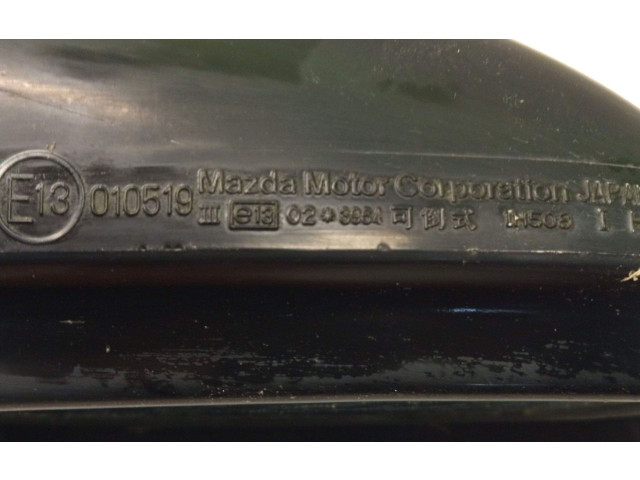 E13 010519 Mazda Motor Corporation JAPAN
III e13 02* 可倒式 I